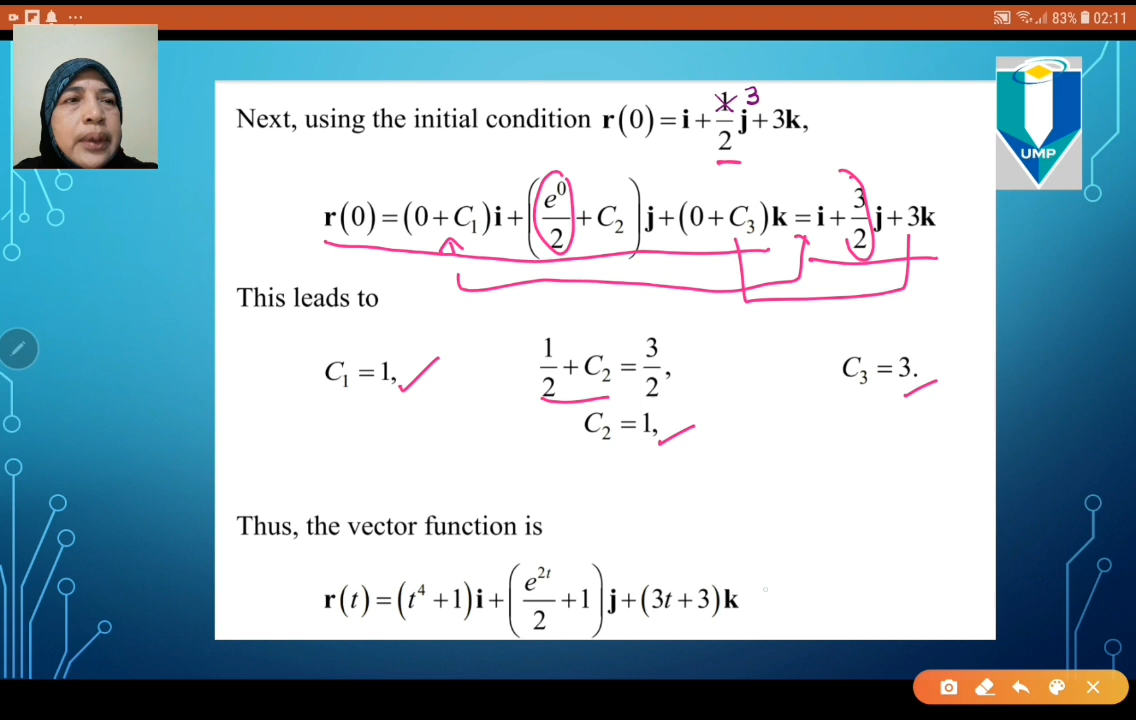 83% 02:11
Next, using the initial condition r(0) = i + 1/2 j + 3k,
3
UMP
r(0) = (0 + C₁)i + (e⁰/2 + C₂)j + (0 + C₃)k = i + 3/2 j + 3k
This leads to
C₁ = 1, 1/2 + C₂ = 3/2, C₃ = 3.
C₂ = 1,
Thus, the vector function is
r(t) = (t⁴ + 1)i + (e²ᵗ/2 + 1)j + (3t + 3)k